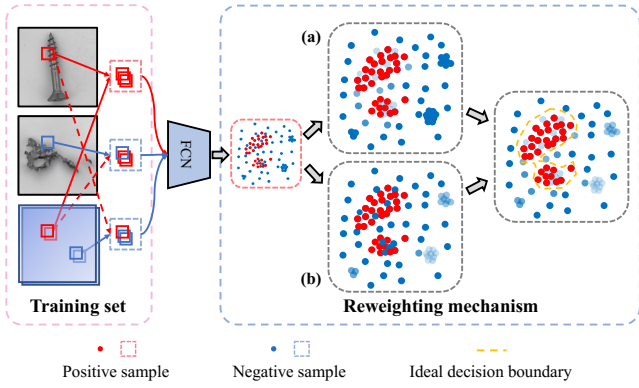 (a)
FCN
(b)
Training set
Reweighting mechanism
Positive sample
Negative sample
Ideal decision boundary